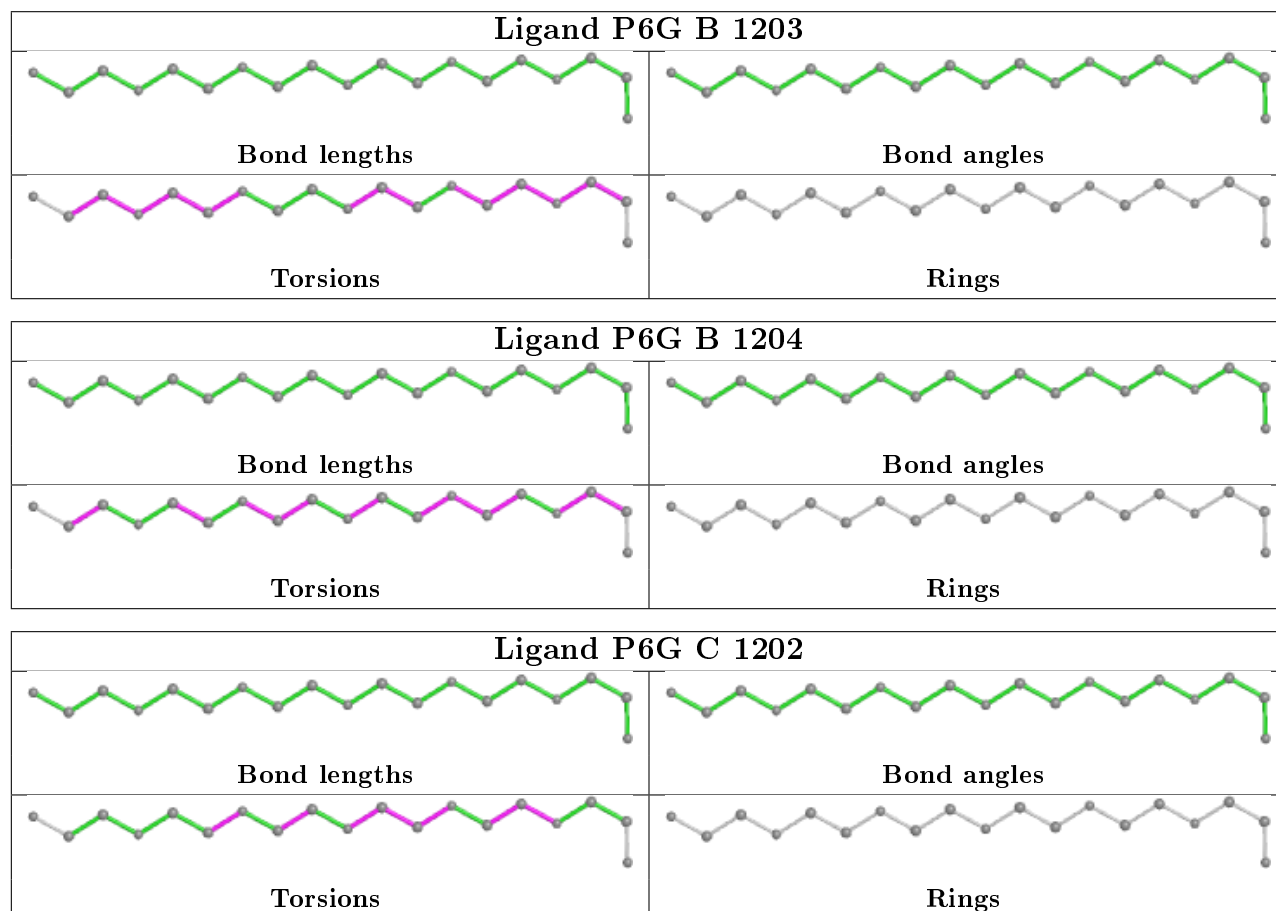 Ligand P6G B 1203
Bond lengths
Bond angles
Torsions
Rings
Ligand P6G B 1204
Bond lengths
Bond angles
Torsions
Rings
Ligand P6G C 1202
Bond lengths
Bond angles
Torsions
Rings